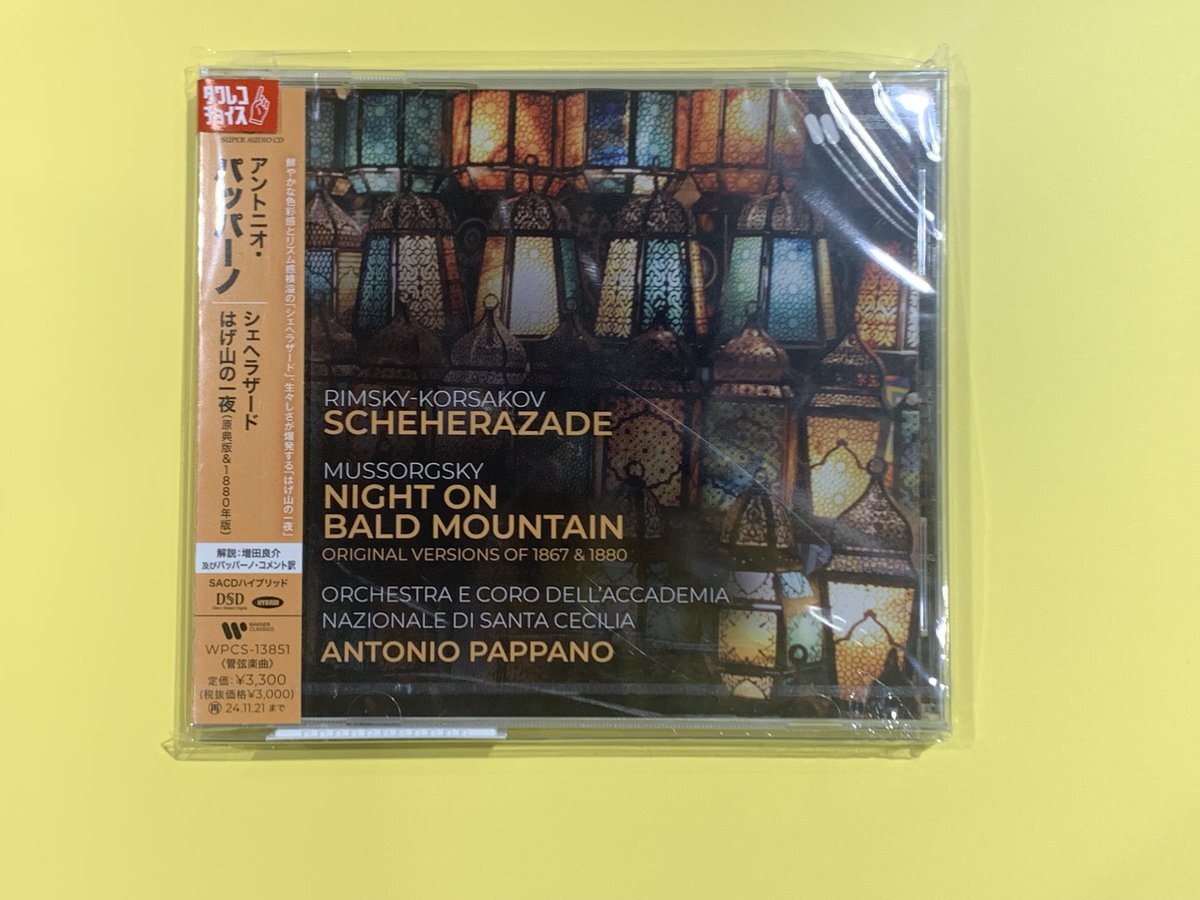 タワレコ
チョイス
SUPER AUDIO CD
鮮やかな色彩感とリズム感横溢の「シェヘラザード」、生々しさが爆発する「はげ山の一夜」
アントニオ・
パッパーノ
シェヘラザード
はげ山の一夜(原典版&1880年版)
解説:増田良介
及びパッパーノ・コメント訳
SACDハイブリッド
DSD
Direct Stream Digital
HYBRID
WARNER
CLASSICS
WPCS-13851
〈管弦楽曲〉
定価:¥3,300
(税抜価格¥3,000)
再 24.11.21 まで
RIMSKY-KORSAKOV
SCHEHERAZADE
MUSSORGSKY
NIGHT ON
BALD MOUNTAIN
ORIGINAL VERSIONS OF 1867 & 1880
ORCHESTRA E CORO DELL'ACCADEMIA
NAZIONALE DI SANTA CECILIA
ANTONIO PAPPANO